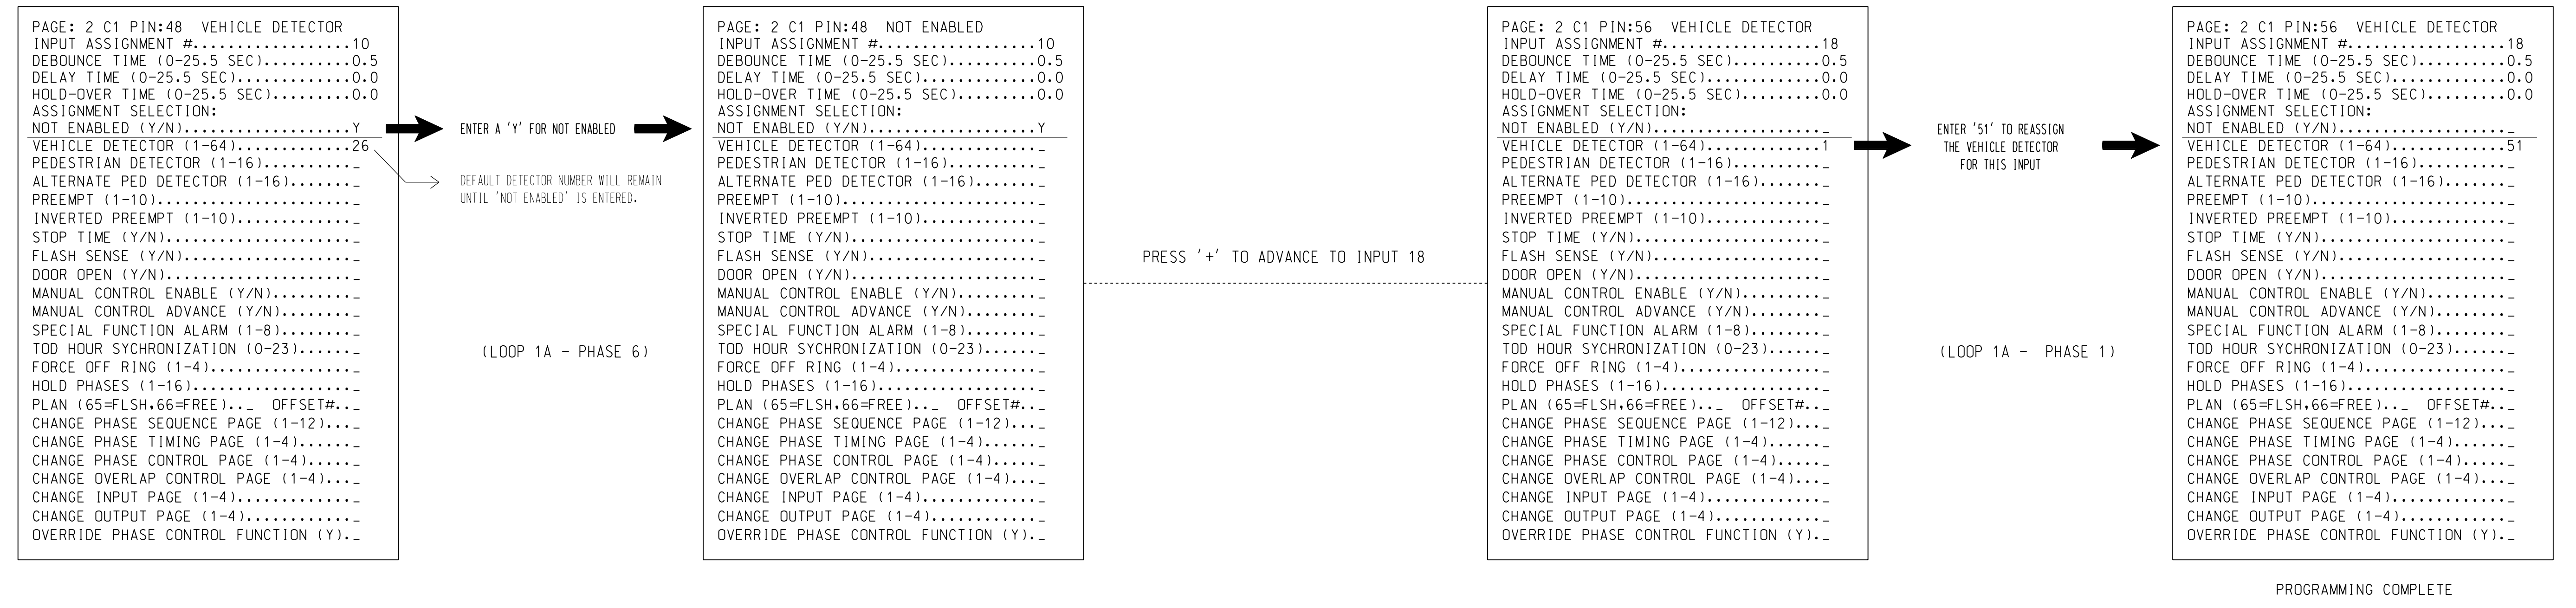 PAGE: 2 C1 PIN:48 VEHICLE DETECTOR
INPUT ASSIGNMENT #..................10
DEBOUNCE TIME (0-25.5 SEC)..........0.5
DELAY TIME (0-25.5 SEC).............0.0
HOLD-OVER TIME (0-25.5 SEC).........0.0
ASSIGNMENT SELECTION:
NOT ENABLED (Y/N)...................Y
VEHICLE DETECTOR (1-64).............26
PEDESTRIAN DETECTOR (1-16)..........._
ALTERNATE PED DETECTOR (1-16)......._
PREEMPT (1-10)......................_
INVERTED PREEMPT (1-10)............._
STOP TIME (Y/N)....................._
FLASH SENSE (Y/N)..................._
DOOR OPEN (Y/N)....................._
MANUAL CONTROL ENABLE (Y/N)........._
MANUAL CONTROL ADVANCE (Y/N)........_
SPECIAL FUNCTION ALARM (1-8)........_
TOD HOUR SYCHRONIZATION (0-23)......_
FORCE OFF RING (1-4)................_
HOLD PHASES (1-16).................._
PLAN (65=FLSH,66=FREE).._ OFFSET#.._
CHANGE PHASE SEQUENCE PAGE (1-12)..._
CHANGE PHASE TIMING PAGE (1-4)......_
CHANGE PHASE CONTROL PAGE (1-4)....._
CHANGE OVERLAP CONTROL PAGE (1-4)..._
CHANGE INPUT PAGE (1-4)............._
CHANGE OUTPUT PAGE (1-4)............_
OVERRIDE PHASE CONTROL FUNCTION (Y)._
ENTER A 'Y' FOR NOT ENABLED
DEFAULT DETECTOR NUMBER WILL REMAIN
UNTIL 'NOT ENABLED' IS ENTERED.
(LOOP 1A - PHASE 6)
PAGE: 2 C1 PIN:48 NOT ENABLED
INPUT ASSIGNMENT #..................10
DEBOUNCE TIME (0-25.5 SEC)..........0.5
DELAY TIME (0-25.5 SEC).............0.0
HOLD-OVER TIME (0-25.5 SEC).........0.0
ASSIGNMENT SELECTION:
NOT ENABLED (Y/N)...................Y
VEHICLE DETECTOR (1-64)............._
PEDESTRIAN DETECTOR (1-16)..........._
ALTERNATE PED DETECTOR (1-16)......._
PREEMPT (1-10)......................_
INVERTED PREEMPT (1-10)............._
STOP TIME (Y/N)....................._
FLASH SENSE (Y/N)..................._
DOOR OPEN (Y/N)....................._
MANUAL CONTROL ENABLE (Y/N)........._
MANUAL CONTROL ADVANCE (Y/N)........_
SPECIAL FUNCTION ALARM (1-8)........_
TOD HOUR SYCHRONIZATION (0-23)......_
FORCE OFF RING (1-4)................_
HOLD PHASES (1-16).................._
PLAN (65=FLSH,66=FREE).._ OFFSET#.._
CHANGE PHASE SEQUENCE PAGE (1-12)..._
CHANGE PHASE TIMING PAGE (1-4)......_
CHANGE PHASE CONTROL PAGE (1-4)....._
CHANGE OVERLAP CONTROL PAGE (1-4)..._
CHANGE INPUT PAGE (1-4)............._
CHANGE OUTPUT PAGE (1-4)............_
OVERRIDE PHASE CONTROL FUNCTION (Y)._
PRESS '+' TO ADVANCE TO INPUT 18
PAGE: 2 C1 PIN:56 VEHICLE DETECTOR
INPUT ASSIGNMENT #..................18
DEBOUNCE TIME (0-25.5 SEC)..........0.5
DELAY TIME (0-25.5 SEC).............0.0
HOLD-OVER TIME (0-25.5 SEC).........0.0
ASSIGNMENT SELECTION:
NOT ENABLED (Y/N)..................._
VEHICLE DETECTOR (1-64).............1
PEDESTRIAN DETECTOR (1-16)..........._
ALTERNATE PED DETECTOR (1-16)......._
PREEMPT (1-10)......................_
INVERTED PREEMPT (1-10)............._
STOP TIME (Y/N)....................._
FLASH SENSE (Y/N)..................._
DOOR OPEN (Y/N)....................._
MANUAL CONTROL ENABLE (Y/N)........._
MANUAL CONTROL ADVANCE (Y/N)........_
SPECIAL FUNCTION ALARM (1-8)........_
TOD HOUR SYCHRONIZATION (0-23)......_
FORCE OFF RING (1-4)................_
HOLD PHASES (1-16).................._
PLAN (65=FLSH,66=FREE).._ OFFSET#.._
CHANGE PHASE SEQUENCE PAGE (1-12)..._
CHANGE PHASE TIMING PAGE (1-4)......_
CHANGE PHASE CONTROL PAGE (1-4)....._
CHANGE OVERLAP CONTROL PAGE (1-4)..._
CHANGE INPUT PAGE (1-4)............._
CHANGE OUTPUT PAGE (1-4)............_
OVERRIDE PHASE CONTROL FUNCTION (Y)._
ENTER '51' TO REASSIGN
THE VEHICLE DETECTOR
FOR THIS INPUT
(LOOP 1A - PHASE 1)
PAGE: 2 C1 PIN:56 VEHICLE DETECTOR
INPUT ASSIGNMENT #..................18
DEBOUNCE TIME (0-25.5 SEC)..........0.5
DELAY TIME (0-25.5 SEC).............0.0
HOLD-OVER TIME (0-25.5 SEC).........0.0
ASSIGNMENT SELECTION:
NOT ENABLED (Y/N)..................._
VEHICLE DETECTOR (1-64).............51
PEDESTRIAN DETECTOR (1-16)..........._
ALTERNATE PED DETECTOR (1-16)......._
PREEMPT (1-10)......................_
INVERTED PREEMPT (1-10)............._
STOP TIME (Y/N)....................._
FLASH SENSE (Y/N)..................._
DOOR OPEN (Y/N)....................._
MANUAL CONTROL ENABLE (Y/N)........._
MANUAL CONTROL ADVANCE (Y/N)........_
SPECIAL FUNCTION ALARM (1-8)........_
TOD HOUR SYCHRONIZATION (0-23)......_
FORCE OFF RING (1-4)................_
HOLD PHASES (1-16).................._
PLAN (65=FLSH,66=FREE).._ OFFSET#.._
CHANGE PHASE SEQUENCE PAGE (1-12)..._
CHANGE PHASE TIMING PAGE (1-4)......_
CHANGE PHASE CONTROL PAGE (1-4)....._
CHANGE OVERLAP CONTROL PAGE (1-4)..._
CHANGE INPUT PAGE (1-4)............._
CHANGE OUTPUT PAGE (1-4)............_
OVERRIDE PHASE CONTROL FUNCTION (Y)._
PROGRAMMING COMPLETE